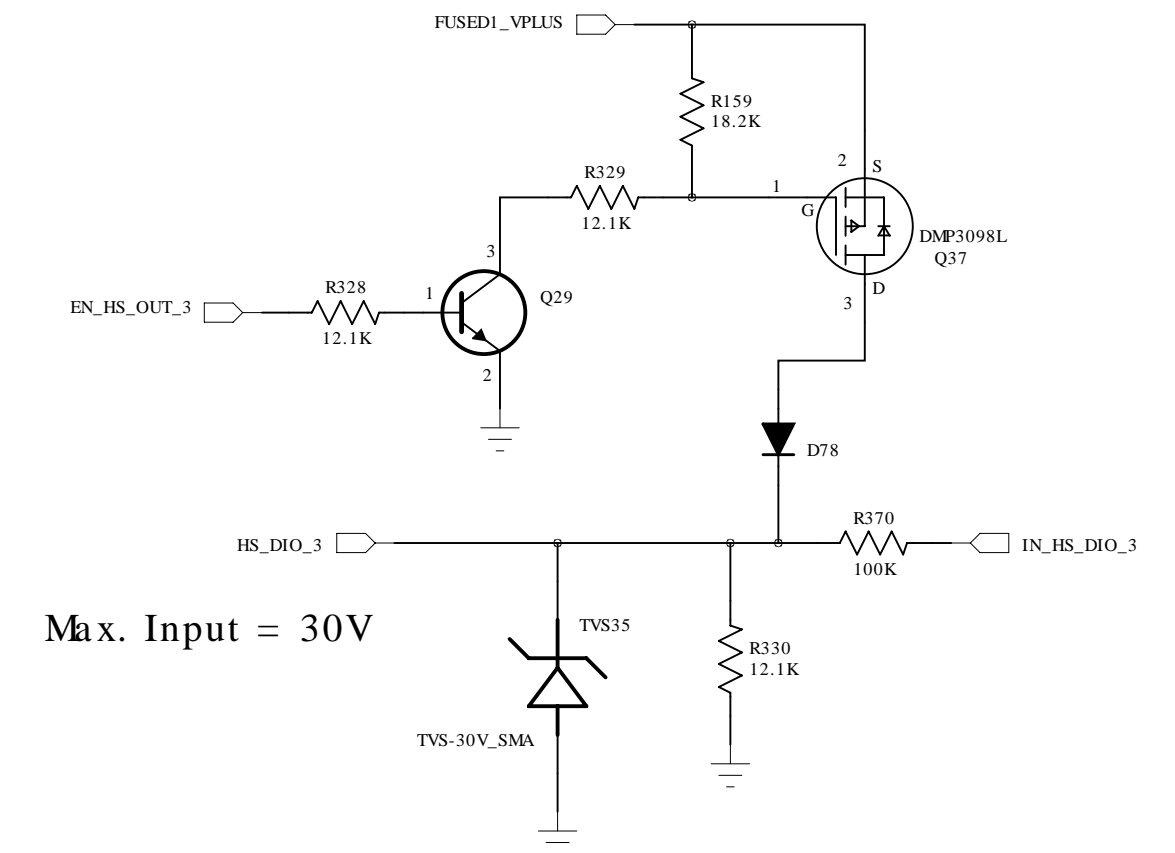 FUSED1_VPLUS
R159
18.2K
2
S
R329
12.1K
1
G
DMP3098L
Q37
D
3
3
EN_HS_OUT_3
R328
12.1K
1
Q29
2
D78
HS_DIO_3
R370
100K
IN_HS_DIO_3
Max. Input = 30V
TVS35
TVS-30V_SMA
R330
12.1K